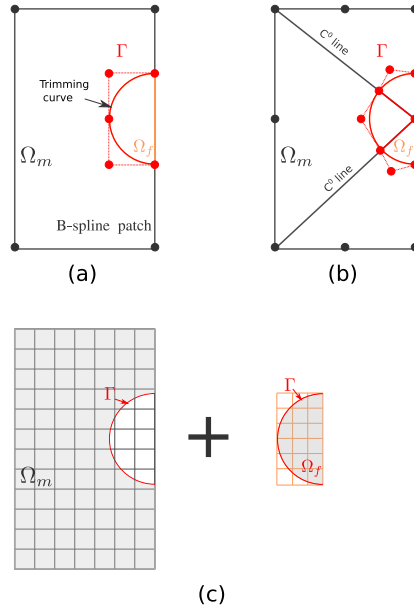 Γ
Trimming
curve
Ω_f
Ω_m
B-spline patch
(a)
C⁰ line
Γ
Ω_f
Ω_m
C⁰ line
(b)
Γ
Ω_m
Γ
Ω_f
(c)